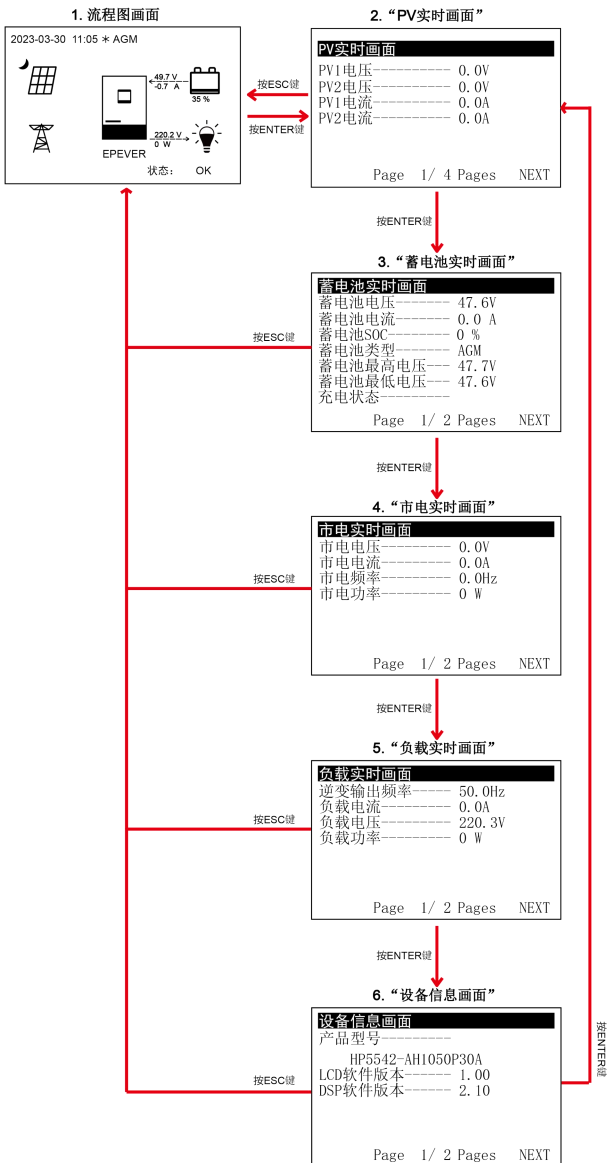 1. 流程图画面
2023-03-30 11:05 ＊ AGM
49.7 V
-0.7 A
35 %
220.2 V
0 W
EPEVER
状态： OK
按ESC键
按ENTER键
2. “PV实时画面”
PV实时画面
PV1电压--------- 0.0V
PV2电压--------- 0.0V
PV1电流--------- 0.0A
PV2电流--------- 0.0A
Page 1/ 4 Pages NEXT
按ENTER键
3. “蓄电池实时画面”
蓄电池实时画面
蓄电池电压------- 47.6V
蓄电池电流------- 0.0 A
蓄电池SOC-------- 0 %
蓄电池类型------- AGM
蓄电池最高电压--- 47.7V
蓄电池最低电压--- 47.6V
充电状态---------
Page 1/ 2 Pages NEXT
按ESC键
按ENTER键
4. “市电实时画面”
市电实时画面
市电电压--------- 0.0V
市电电流--------- 0.0A
市电频率--------- 0.0Hz
市电功率--------- 0 W
Page 1/ 2 Pages NEXT
按ESC键
按ENTER键
5. “负载实时画面”
负载实时画面
逆变输出频率----- 50.0Hz
负载电流--------- 0.0A
负载电压--------- 220.3V
负载功率--------- 0 W
Page 1/ 2 Pages NEXT
按ESC键
按ENTER键
6. “设备信息画面”
设备信息画面
产品型号---------
HP5542-AH1050P30A
LCD软件版本------ 1.00
DSP软件版本------ 2.10
Page 1/ 2 Pages NEXT
按ESC键
按ENTER键